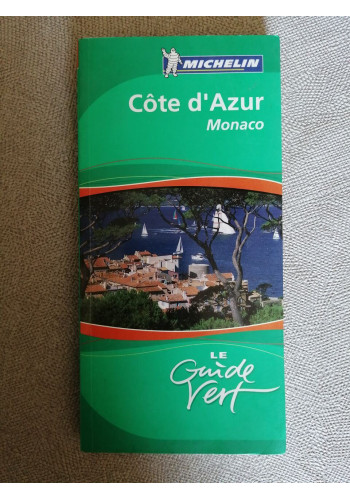 MICHELIN
Côte d'Azur
Monaco
LE
Guide
Vert